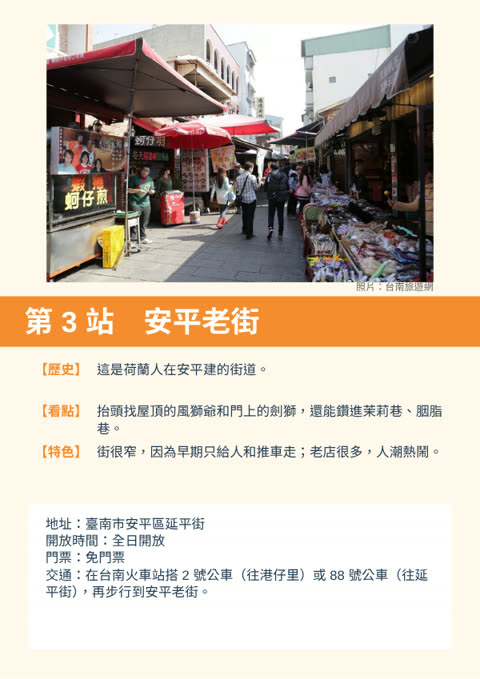 蝦捲
蚵仔煎
照片：台南旅遊網
第 3 站　安平老街
【歷史】 這是荷蘭人在安平建的街道。
【看點】 抬頭找屋頂的風獅爺和門上的劍獅，還能鑽進茉莉巷、胭脂
巷。
【特色】 街很窄，因為早期只給人和推車走；老店很多，人潮熱鬧。
地址：臺南市安平區延平街
開放時間：全日開放
門票：免門票
交通：在台南火車站搭 2 號公車（往港仔里）或 88 號公車（往延
平街），再步行到安平老街。